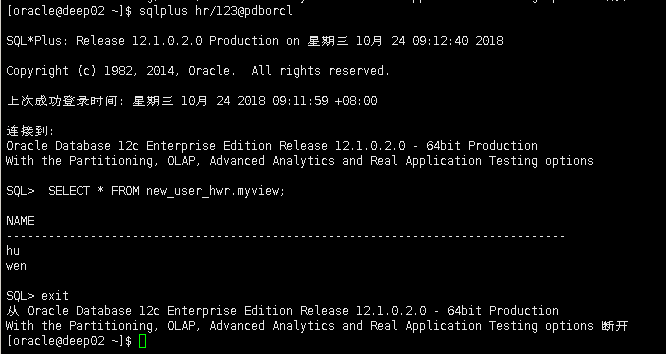 [oracle@deep02 ~]$ sqlplus hr/123@pdborcl
SQL*Plus: Release 12.1.0.2.0 Production on 星期三 10月 24 09:12:40 2018
Copyright (c) 1982, 2014, Oracle.  All rights reserved.
上次成功登录时间: 星期三 10月 24 2018 09:11:59 +08:00
连接到:
Oracle Database 12c Enterprise Edition Release 12.1.0.2.0 - 64bit Production
With the Partitioning, OLAP, Advanced Analytics and Real Application Testing options
SQL>  SELECT * FROM new_user_hwr.myview;
NAME
--------------------------------------------------------------------------------
hu
wen
SQL> exit
从 Oracle Database 12c Enterprise Edition Release 12.1.0.2.0 - 64bit Production
With the Partitioning, OLAP, Advanced Analytics and Real Application Testing options 断开
[oracle@deep02 ~]$